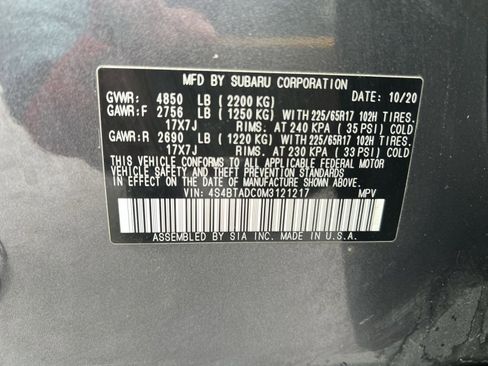 MFD BY SUBARU CORPORATION
GVWR: 4850 LB (2200 KG) DATE: 10/20
GAWR:F 2756 LB (1250 KG) WITH 225/65R17 102H TIRES.
17X7J RIMS. AT 240 KPA (35 PSI) COLD
GAWR:R 2690 LB (1220 KG) WITH 225/65R17 102H TIRES.
17X7J RIMS. AT 230 KPA (33 PSI) COLD
THIS VEHICLE CONFORMS TO ALL APPLICABLE FEDERAL MOTOR
VEHICLE SAFETY AND THEFT PREVENTION STANDARDS IN EFFECT
ON THE DATE OF MANUFACTURE SHOWN ABOVE.
VIN: 4S4BTADC0M3121217 MPV
ASSEMBLED BY SIA INC. MADE IN U.S.A.